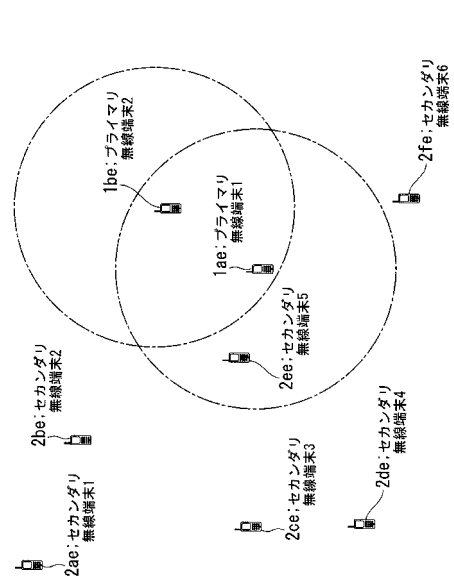 1be;プライマリ
無線端末2
1ae;プライマリ
無線端末1
2be;セカンダリ
無線端末2
2ae;セカンダリ
無線端末1
2ee;セカンダリ
無線端末5
2ce;セカンダリ
無線端末3
2de;セカンダリ
無線端末4
2fe;セカンダリ
無線端末6